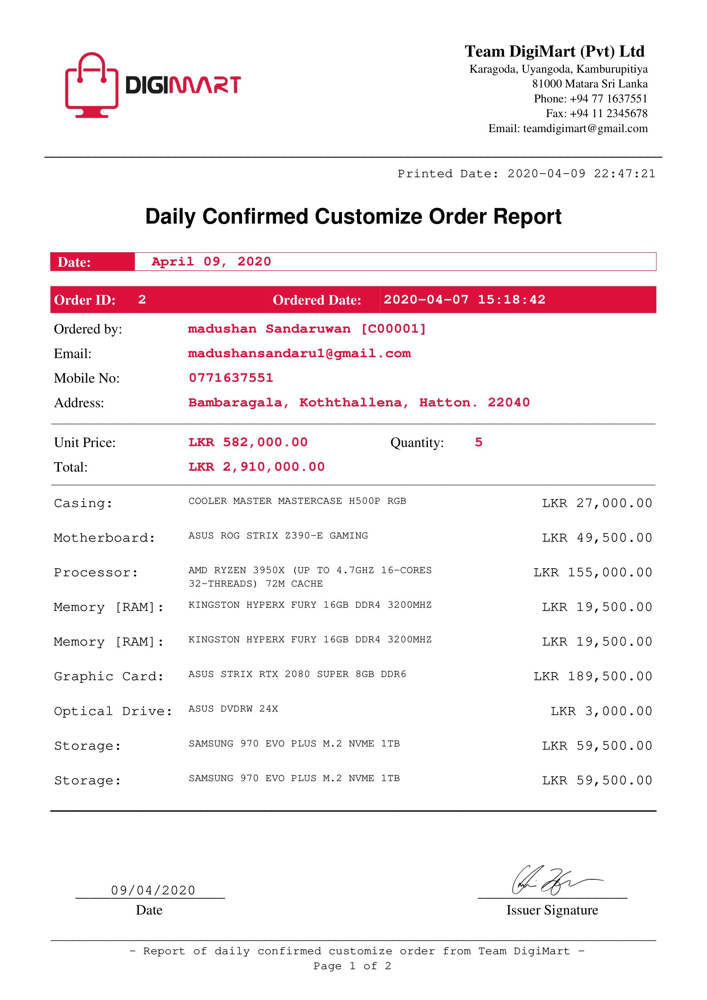 DIGIMART
Team DigiMart (Pvt) Ltd
Karagoda, Uyangoda, Kamburupitiya
81000 Matara Sri Lanka
Phone: +94 77 1637551
Fax: +94 11 2345678
Email: teamdigimart@gmail.com
Printed Date: 2020-04-09 22:47:21
Daily Confirmed Customize Order Report
Date: April 09, 2020
Order ID: 2 Ordered Date: 2020-04-07 15:18:42
Ordered by: madushan Sandaruwan [C00001]
Email: madushansandaru1@gmail.com
Mobile No: 0771637551
Address: Bambaragala, Koththallena, Hatton. 22040
Unit Price: LKR 582,000.00 Quantity: 5
Total: LKR 2,910,000.00
Casing: COOLER MASTER MASTERCASE H500P RGB LKR 27,000.00
Motherboard: ASUS ROG STRIX Z390-E GAMING LKR 49,500.00
Processor: AMD RYZEN 3950X (UP TO 4.7GHZ 16-CORES LKR 155,000.00
32-THREADS) 72M CACHE
Memory [RAM]: KINGSTON HYPERX FURY 16GB DDR4 3200MHZ LKR 19,500.00
Memory [RAM]: KINGSTON HYPERX FURY 16GB DDR4 3200MHZ LKR 19,500.00
Graphic Card: ASUS STRIX RTX 2080 SUPER 8GB DDR6 LKR 189,500.00
Optical Drive: ASUS DVDRW 24X LKR 3,000.00
Storage: SAMSUNG 970 EVO PLUS M.2 NVME 1TB LKR 59,500.00
Storage: SAMSUNG 970 EVO PLUS M.2 NVME 1TB LKR 59,500.00
09/04/2020
Date Issuer Signature
- Report of daily confirmed customize order from Team DigiMart -
Page 1 of 2